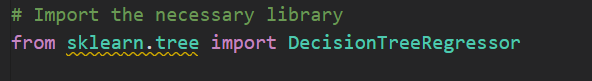 # Import the necessary library
from sklearn.tree import DecisionTreeRegressor